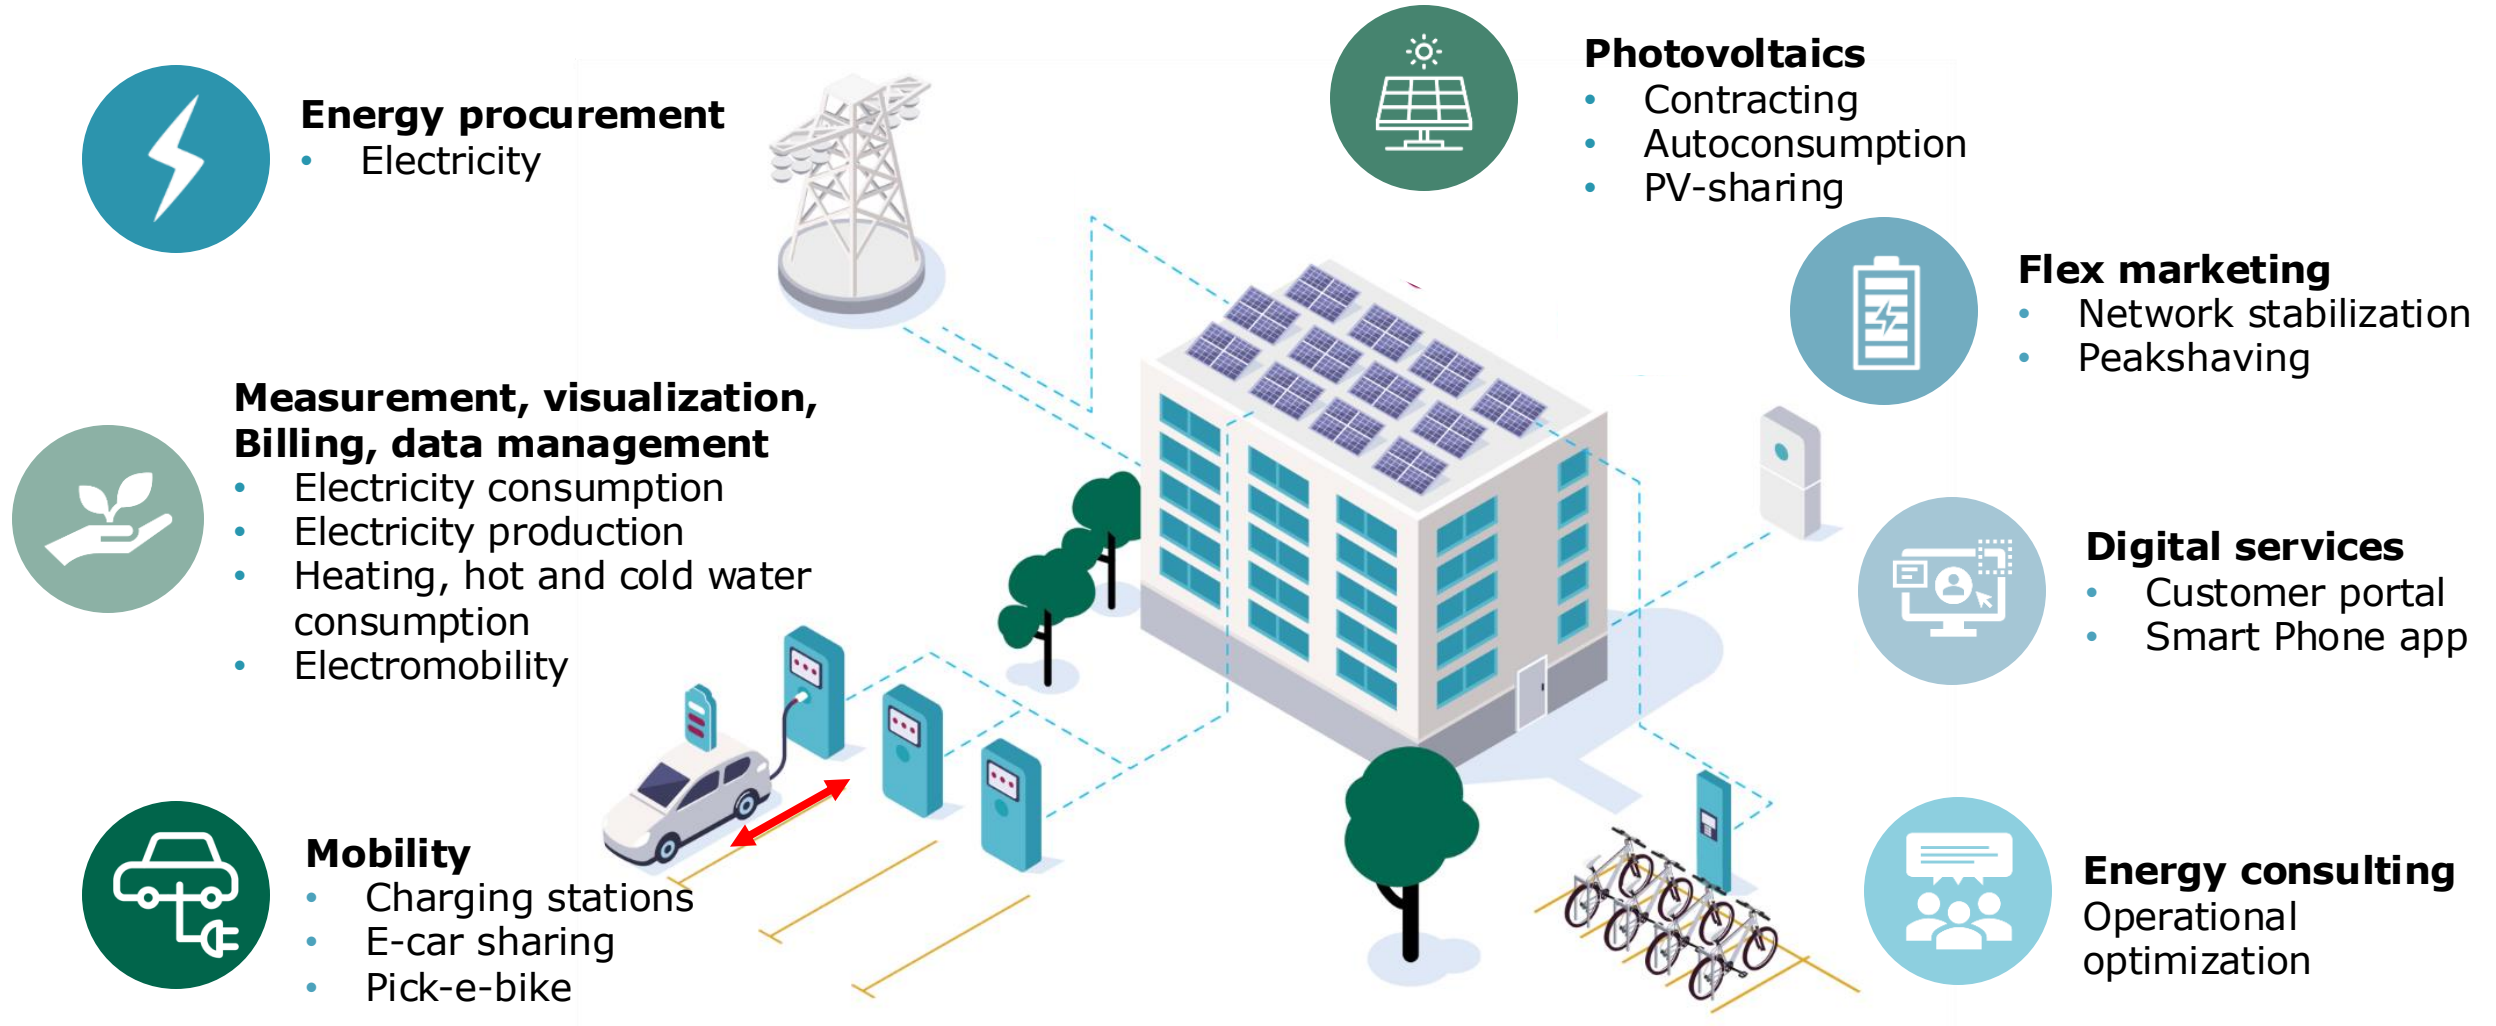 Energy procurement
• Electricity
Measurement, visualization,
Billing, data management
• Electricity consumption
• Electricity production
• Heating, hot and cold water
consumption
• Electromobility
Mobility
• Charging stations
• E-car sharing
• Pick-e-bike
Photovoltaics
• Contracting
• Autoconsumption
• PV-sharing
Flex marketing
• Network stabilization
• Peakshaving
Digital services
• Customer portal
• Smart Phone app
Energy consulting
Operational
optimization